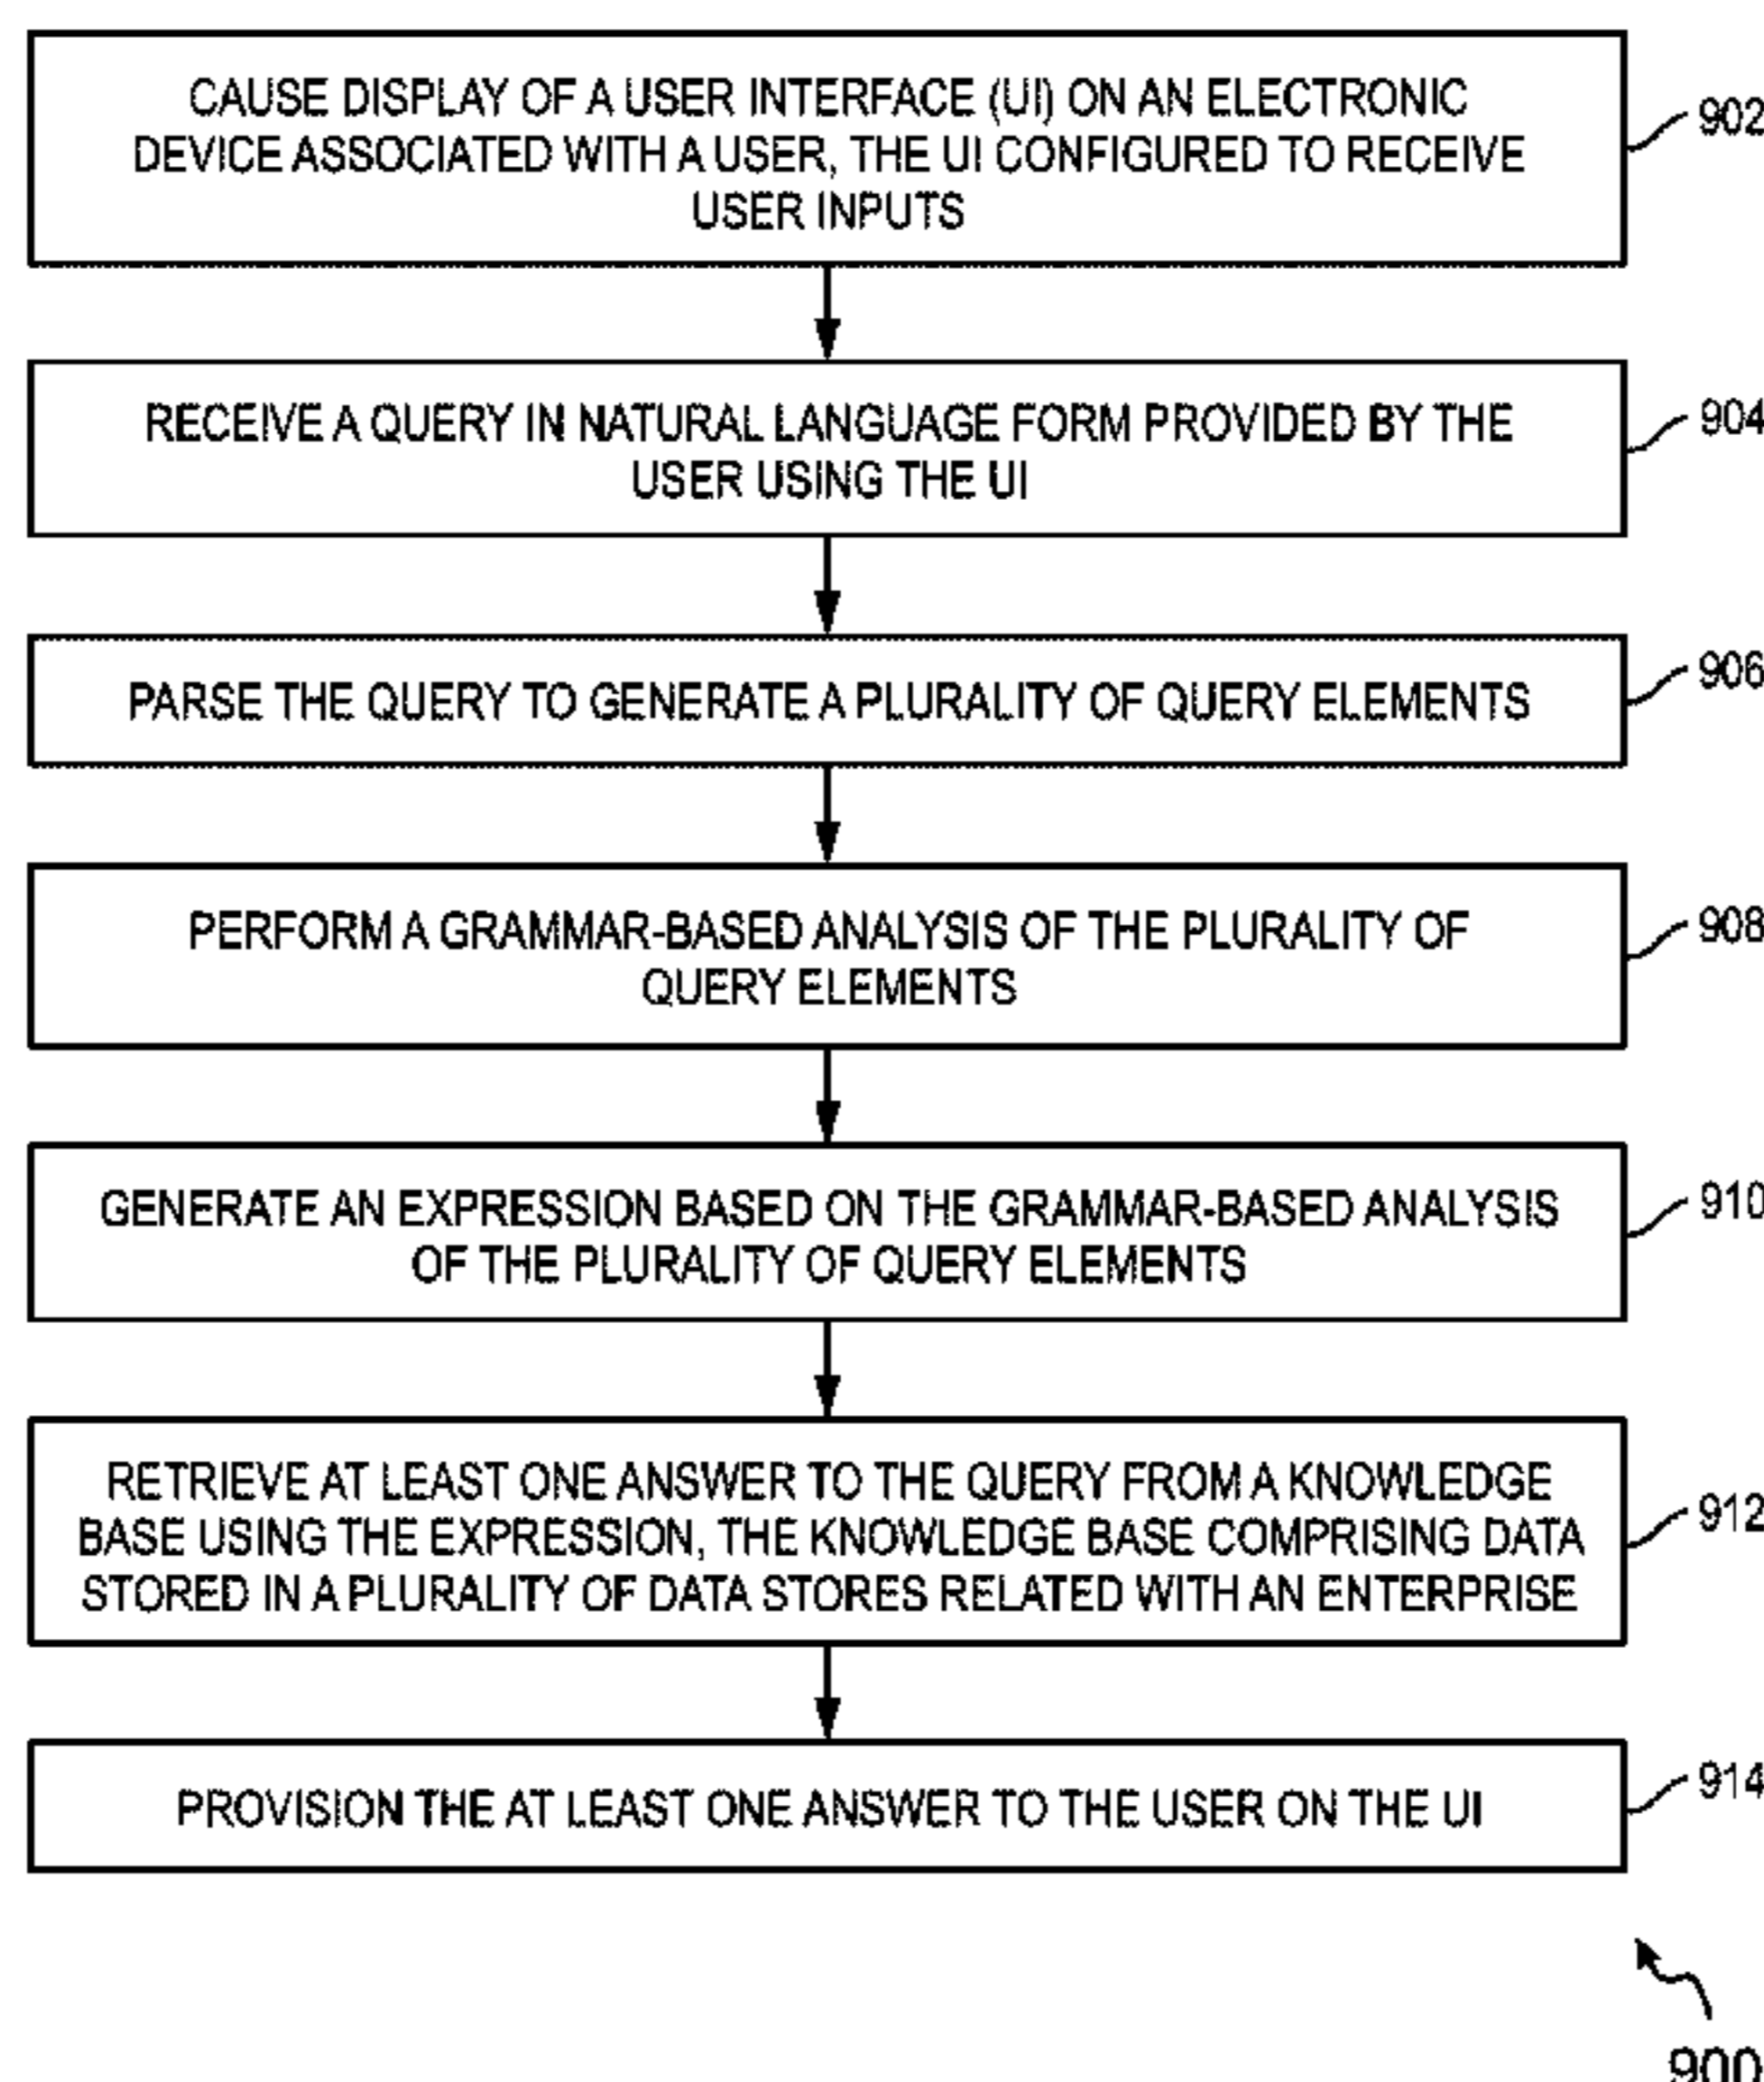 CAUSE DISPLAY OF A USER INTERFACE (UI) ON AN ELECTRONIC
DEVICE ASSOCIATED WITH A USER, THE UI CONFIGURED TO RECEIVE
USER INPUTS
902
RECEIVE A QUERY IN NATURAL LANGUAGE FORM PROVIDED BY THE
USER USING THE UI
904
PARSE THE QUERY TO GENERATE A PLURALITY OF QUERY ELEMENTS
906
PERFORM A GRAMMAR-BASED ANALYSIS OF THE PLURALITY OF
QUERY ELEMENTS
908
GENERATE AN EXPRESSION BASED ON THE GRAMMAR-BASED ANALYSIS
OF THE PLURALITY OF QUERY ELEMENTS
910
RETRIEVE AT LEAST ONE ANSWER TO THE QUERY FROM A KNOWLEDGE
BASE USING THE EXPRESSION, THE KNOWLEDGE BASE COMPRISING DATA
STORED IN A PLURALITY OF DATA STORES RELATED WITH AN ENTERPRISE
912
PROVISION THE AT LEAST ONE ANSWER TO THE USER ON THE UI
914
900